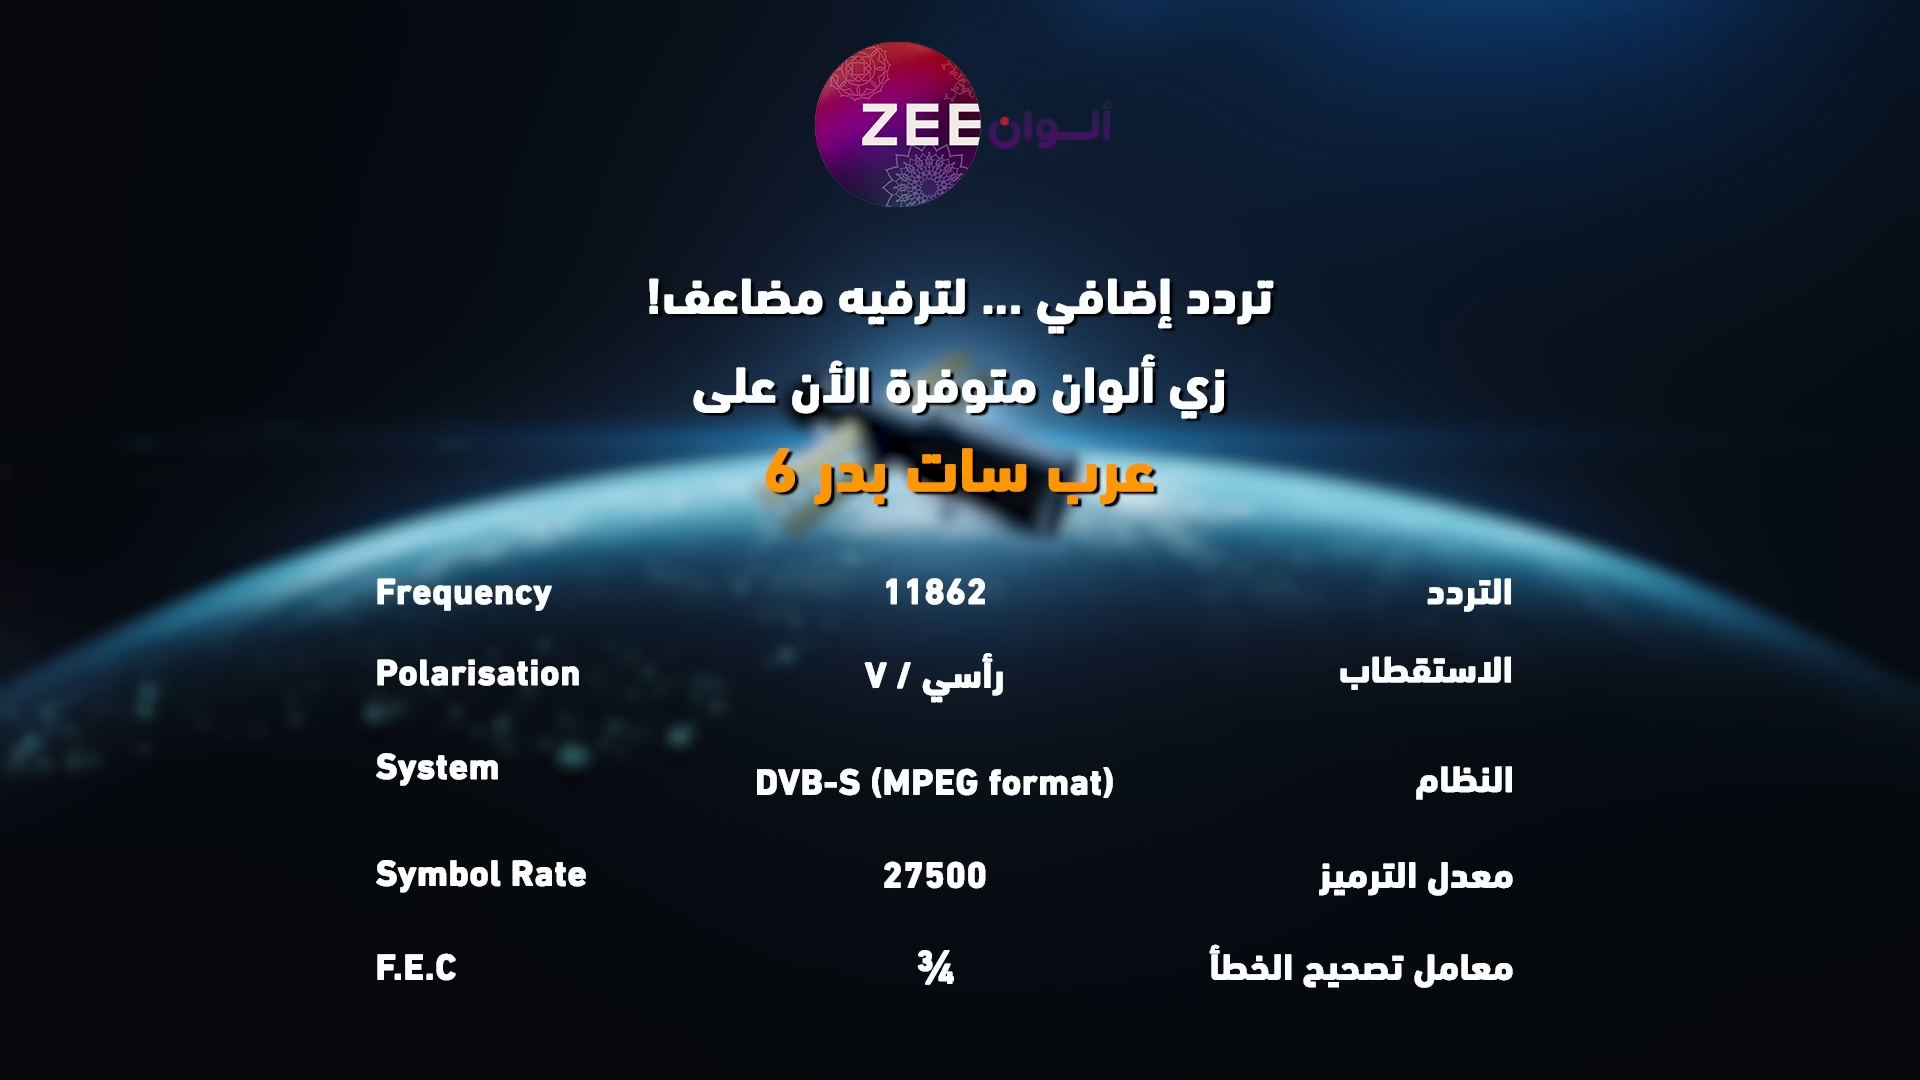 ZEE ألوان
تردد إضافي ... لترفيه مضاعف!
زي ألوان متوفرة الأن على
عرب سات بدر 6
Frequency 11862 التردد
Polarisation رأسي / V الاستقطاب
System DVB-S (MPEG format) النظام
Symbol Rate 27500 معدل الترميز
F.E.C ¾ معامل تصحيح الخطأ